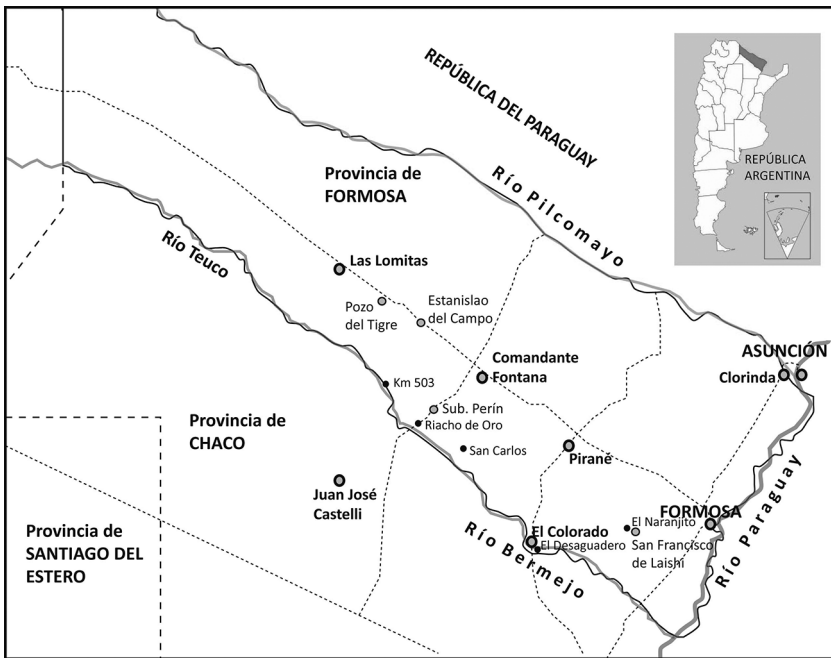 REPÚBLICA DEL PARAGUAY
REPÚBLICA
ARGENTINA
Provincia de
FORMOSA
Río Pilcomayo
Río Teuco
Las Lomitas
Pozo
del Tigre
Estanislao
del Campo
ASUNCIÓN
Clorinda
Comandante
Fontana
Km 503
Sub. Perín
Riacho de Oro
Provincia de
CHACO
San Carlos
Pirané
Juan José
Castelli
Río Paraguay
FORMOSA
El Naranjito
San Francisco
de Laishi
El Colorado
El Desaguadero
Río Bermejo
Provincia de
SANTIAGO DEL
ESTERO